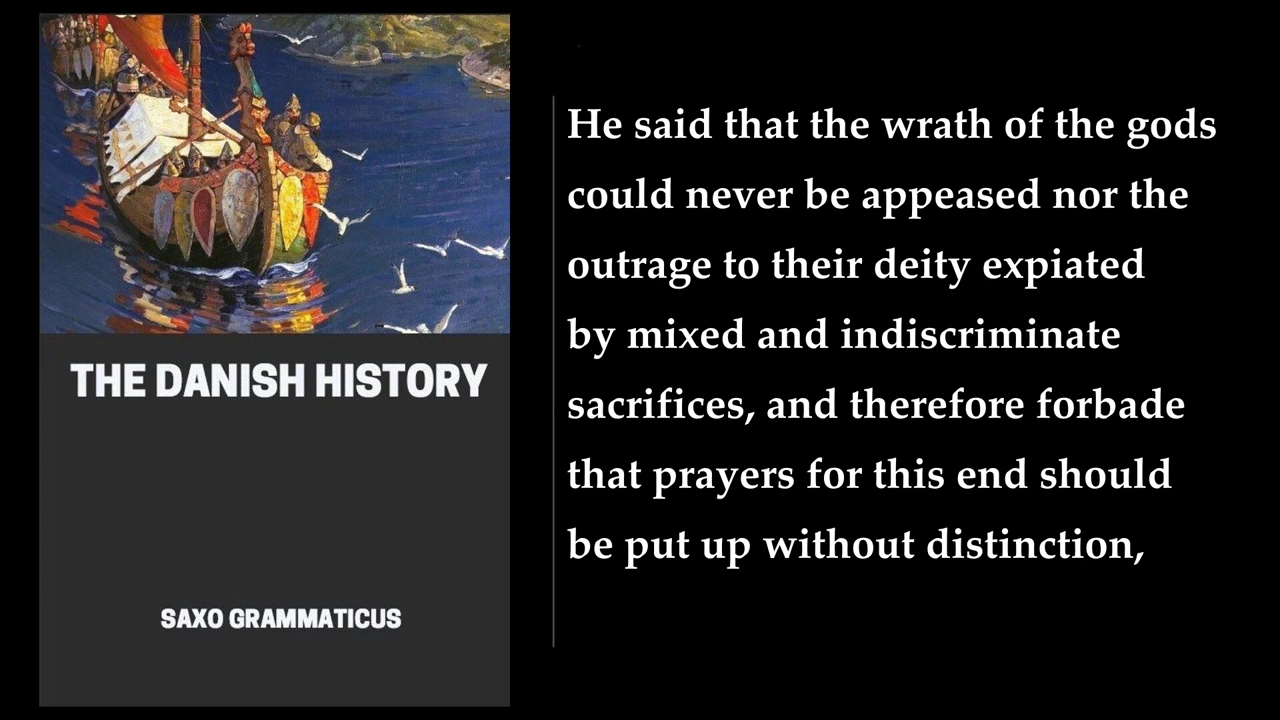 THE DANISH HISTORY
SAXO GRAMMATICUS
He said that the wrath of the gods
could never be appeased nor the
outrage to their deity expiated
by mixed and indiscriminate
sacrifices, and therefore forbade
that prayers for this end should
be put up without distinction,